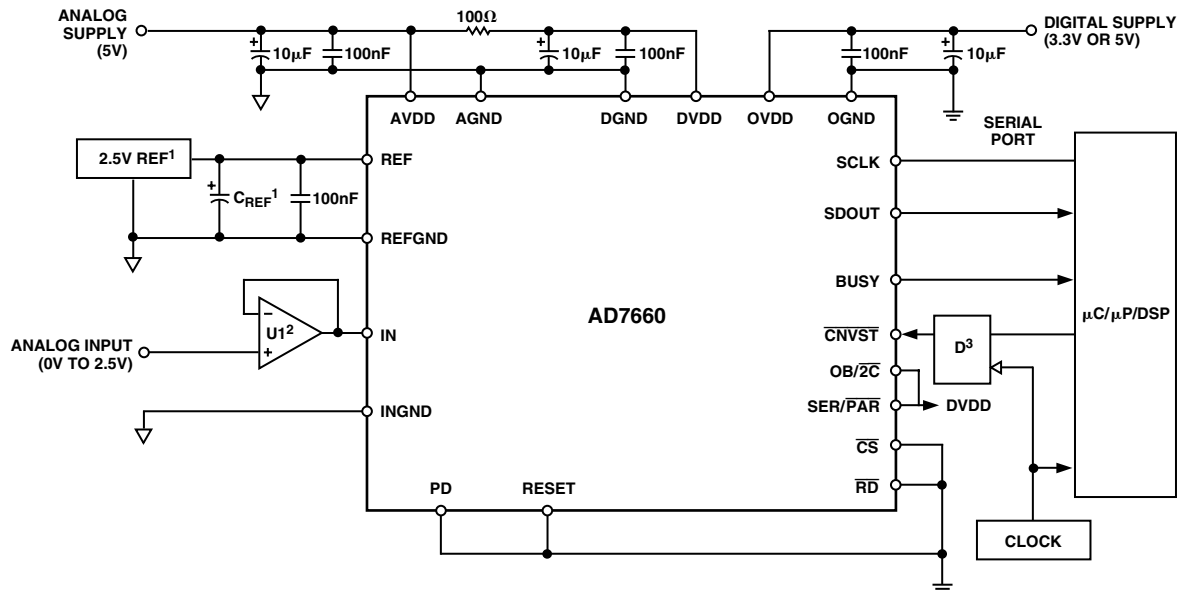 ANALOG
SUPPLY
(5V)
100Ω
DIGITAL SUPPLY
(3.3V OR 5V)
+
10μF
100nF
+
10μF
100nF
100nF
+
10μF
AVDD
AGND
DGND
DVDD
OVDD
OGND
SERIAL
PORT
2.5V REF¹
REF
SCLK
+
C_REF¹
100nF
SDOUT
REFGND
BUSY
AD7660
μC/μP/DSP
–
U1²
+
IN
CNVST
D³
ANALOG INPUT
(0V TO 2.5V)
OB/2C
SER/PAR
DVDD
INGND
CS
RD
PD
RESET
CLOCK